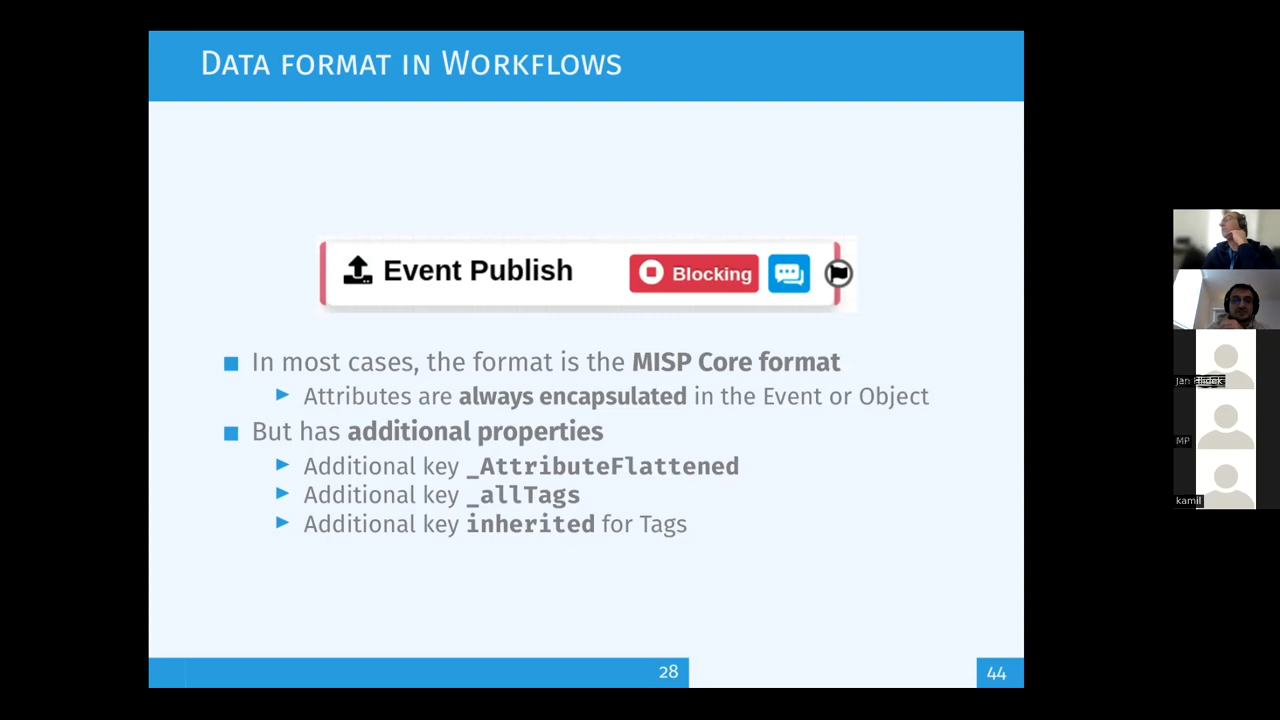 DATA FORMAT IN WORKFLOWS
Event Publish
Blocking
In most cases, the format is the MISP Core format
Attributes are always encapsulated in the Event or Object
But has additional properties
Additional key _AttributeFlattened
Additional key _allTags
Additional key inherited for Tags
28
44
Jan
MP
kamil